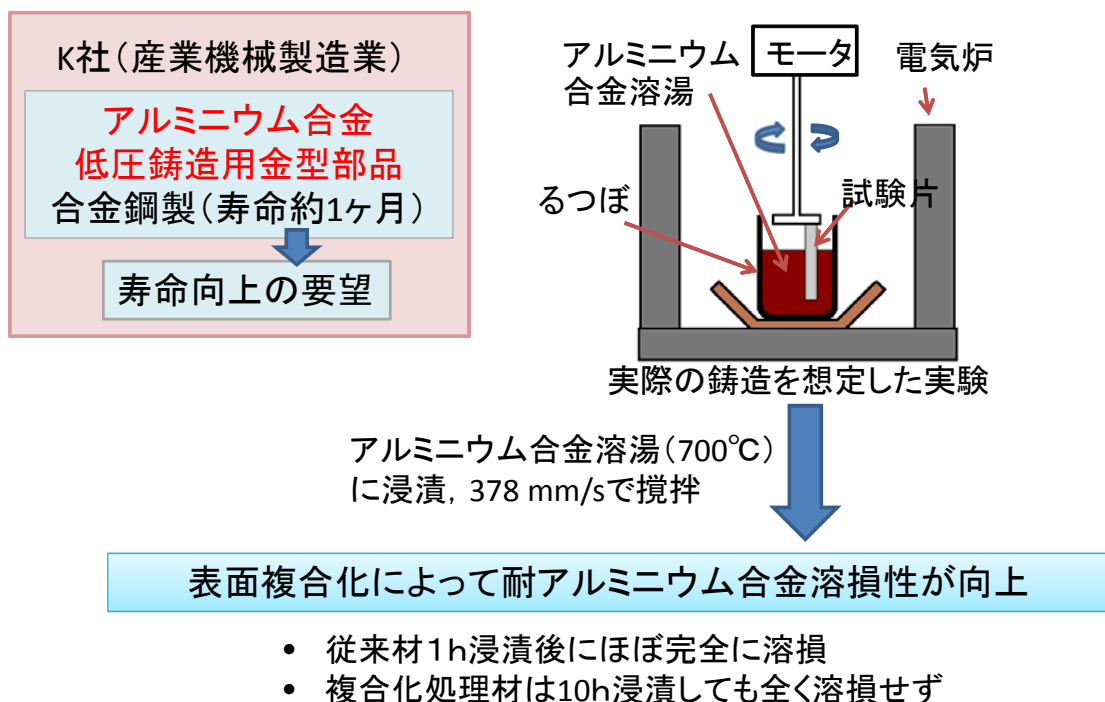 K社（産業機械製造業）
アルミニウム合金
低圧鋳造用金型部品
合金鋼製（寿命約1ヶ月）
寿命向上の要望
アルミニウム
合金溶湯
モータ
電気炉
るつぼ
試験片
実際の鋳造を想定した実験
アルミニウム合金溶湯（700℃）
に浸漬，378 mm/sで撹拌
表面複合化によって耐アルミニウム合金溶損性が向上
• 従来材１ｈ浸漬後にほぼ完全に溶損
• 複合化処理材は10h浸漬しても全く溶損せず